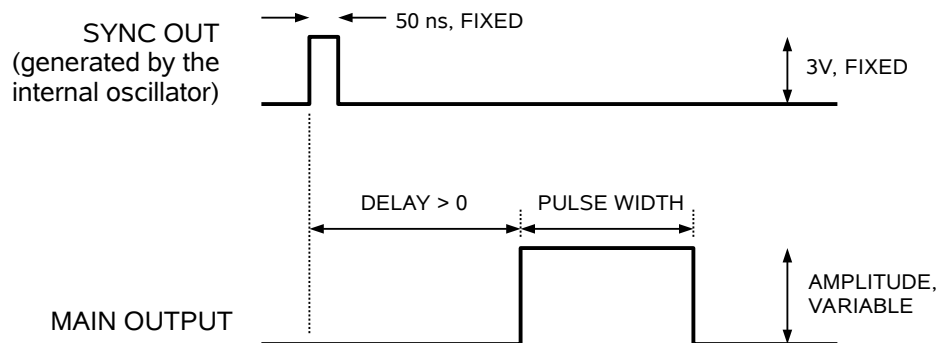 50 ns, FIXED
SYNC OUT
(generated by the
internal oscillator)
3V, FIXED
DELAY > 0
PULSE WIDTH
AMPLITUDE,
VARIABLE
MAIN OUTPUT